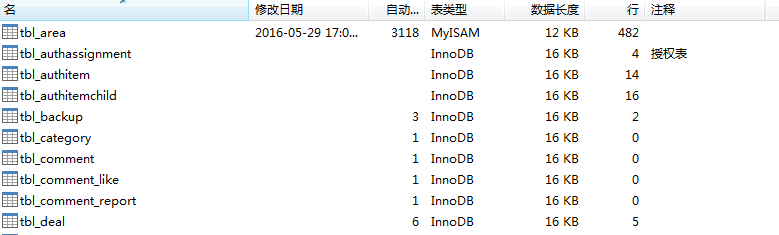 名 修改日期 自动... 表类型 数据长度 行 注释
tbl_area 2016-05-29 17:0... 3118 MyISAM 12 KB 482
tbl_authassignment InnoDB 16 KB 4 授权表
tbl_authitem InnoDB 16 KB 14
tbl_authitemchild InnoDB 16 KB 16
tbl_backup 3 InnoDB 16 KB 2
tbl_category 1 InnoDB 16 KB 0
tbl_comment 1 InnoDB 16 KB 0
tbl_comment_like 1 InnoDB 16 KB 0
tbl_comment_report 1 InnoDB 16 KB 0
tbl_deal 6 InnoDB 16 KB 5